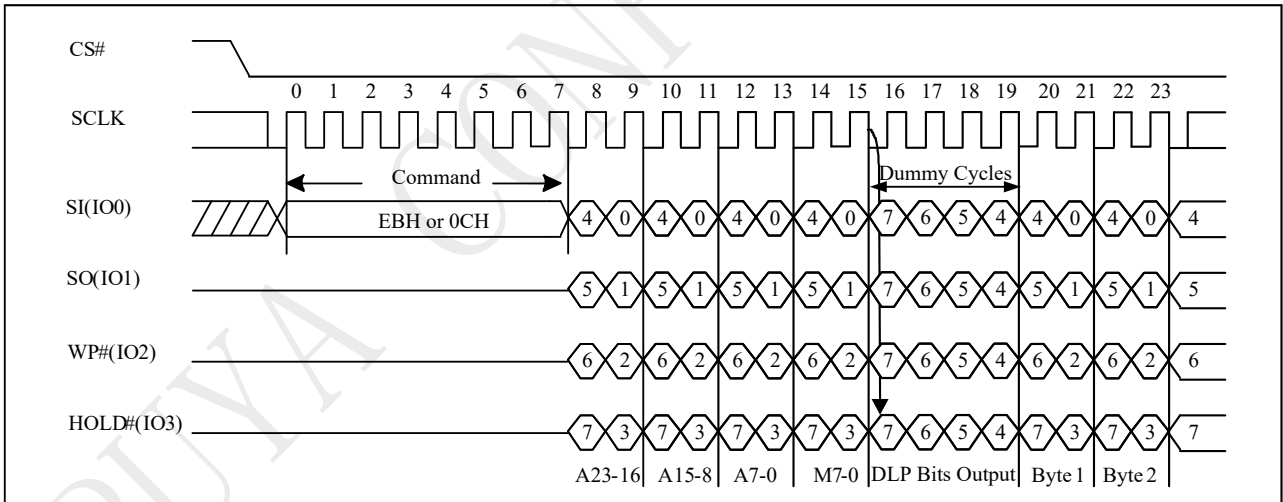 CS#
0 1 2 3 4 5 6 7 8 9 10 11 12 13 14 15 16 17 18 19 20 21 22 23
SCLK
Command
Dummy Cycles
SI(IO0)
EBH or 0CH
4 0 4 0 4 0 4 0 7 6 5 4 4 0 4 0 4
SO(IO1)
5 1 5 1 5 1 5 1 7 6 5 4 5 1 5 1 5
WP#(IO2)
6 2 6 2 6 2 6 2 7 6 5 4 6 2 6 2 6
HOLD#(IO3)
7 3 7 3 7 3 7 3 7 6 5 4 7 3 7 3 7
A23-16 A15-8 A7-0 M7-0 DLP Bits Output Byte 1 Byte 2
PUYA CONF